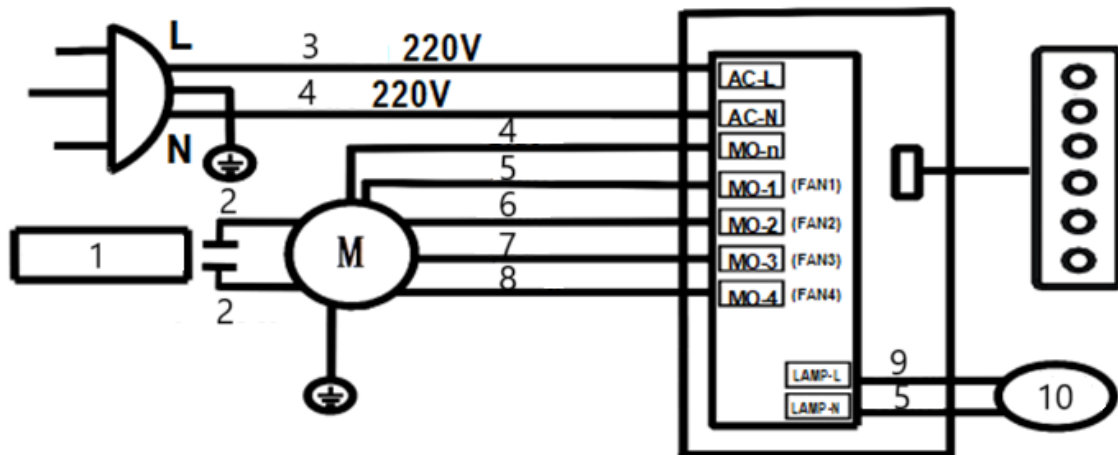 L
3 220V
AC-L
4 220V
AC-N
N
4
MO-n
5
MO-1 (FAN1)
2
6
MO-2 (FAN2)
1
M
7
MO-3 (FAN3)
8
MO-4 (FAN4)
2
LAMP-L
9
LAMP-N
5
10